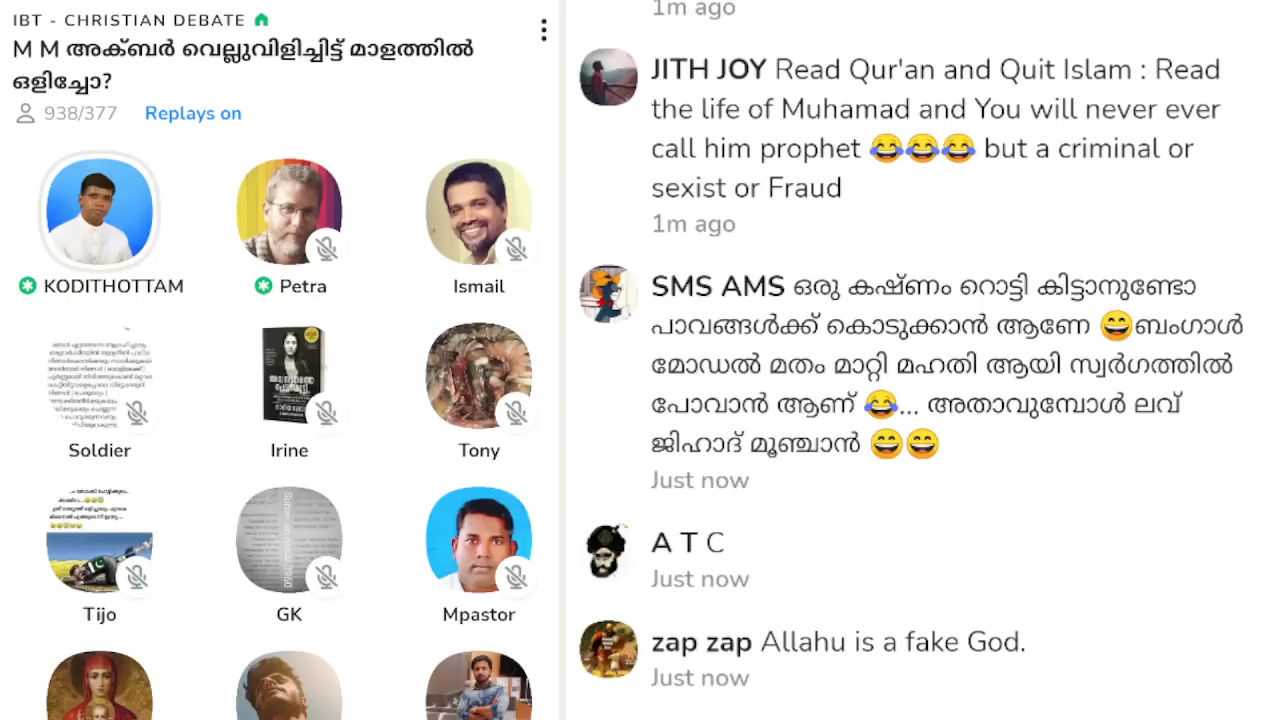 IBT - CHRISTIAN DEBATE
M M അക്ബർ വെല്ലുവിളിച്ചിട്ട് മാളത്തിൽ
ഒളിച്ചോ?
938/377 Replays on
KODITHOTTAM
Petra
Ismail
Soldier
Irine
Tony
Tijo
GK
Mpastor
1m ago
JITH JOY Read Qur'an and Quit Islam : Read
the life of Muhamad and You will never ever
call him prophet 😂😂😂 but a criminal or
sexist or Fraud
1m ago
SMS AMS ഒരു കഷ്ണം റൊട്ടി കിട്ടാനുണ്ടോ
പാവങ്ങൾക്ക് കൊടുക്കാൻ ആണേ 😄ബംഗാൾ
മോഡൽ മതം മാറ്റി മഹതി ആയി സ്വർഗത്തിൽ
പോവാൻ ആണ് 😂... അതാവുമ്പോൾ ലവ്
ജിഹാദ് മൂഞ്ചാൻ 😄😄
Just now
A T C
Just now
zap zap Allahu is a fake God.
Just now